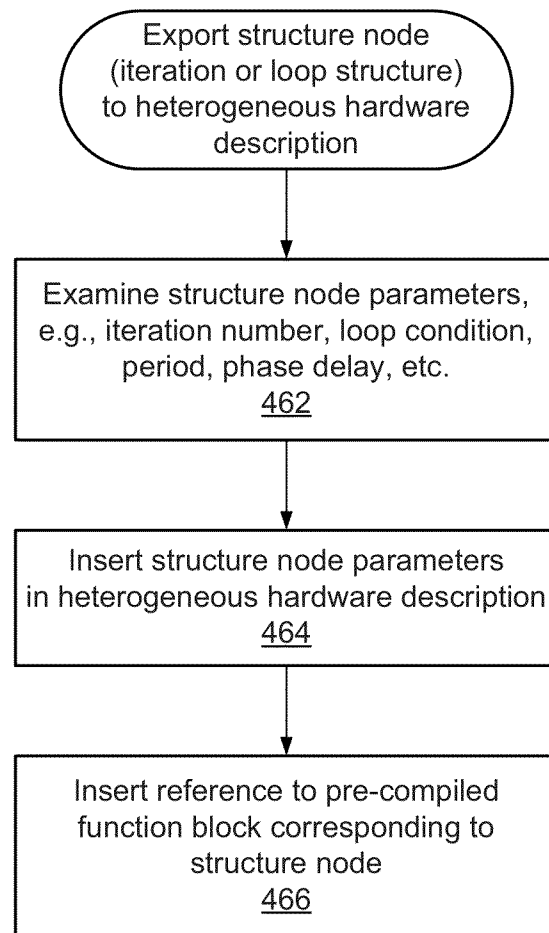 Export structure node
(iteration or loop structure)
to heterogeneous hardware
description
Examine structure node parameters,
e.g., iteration number, loop condition,
period, phase delay, etc.
462
Insert structure node parameters
in heterogeneous hardware description
464
Insert reference to pre-compiled
function block corresponding to
structure node
466